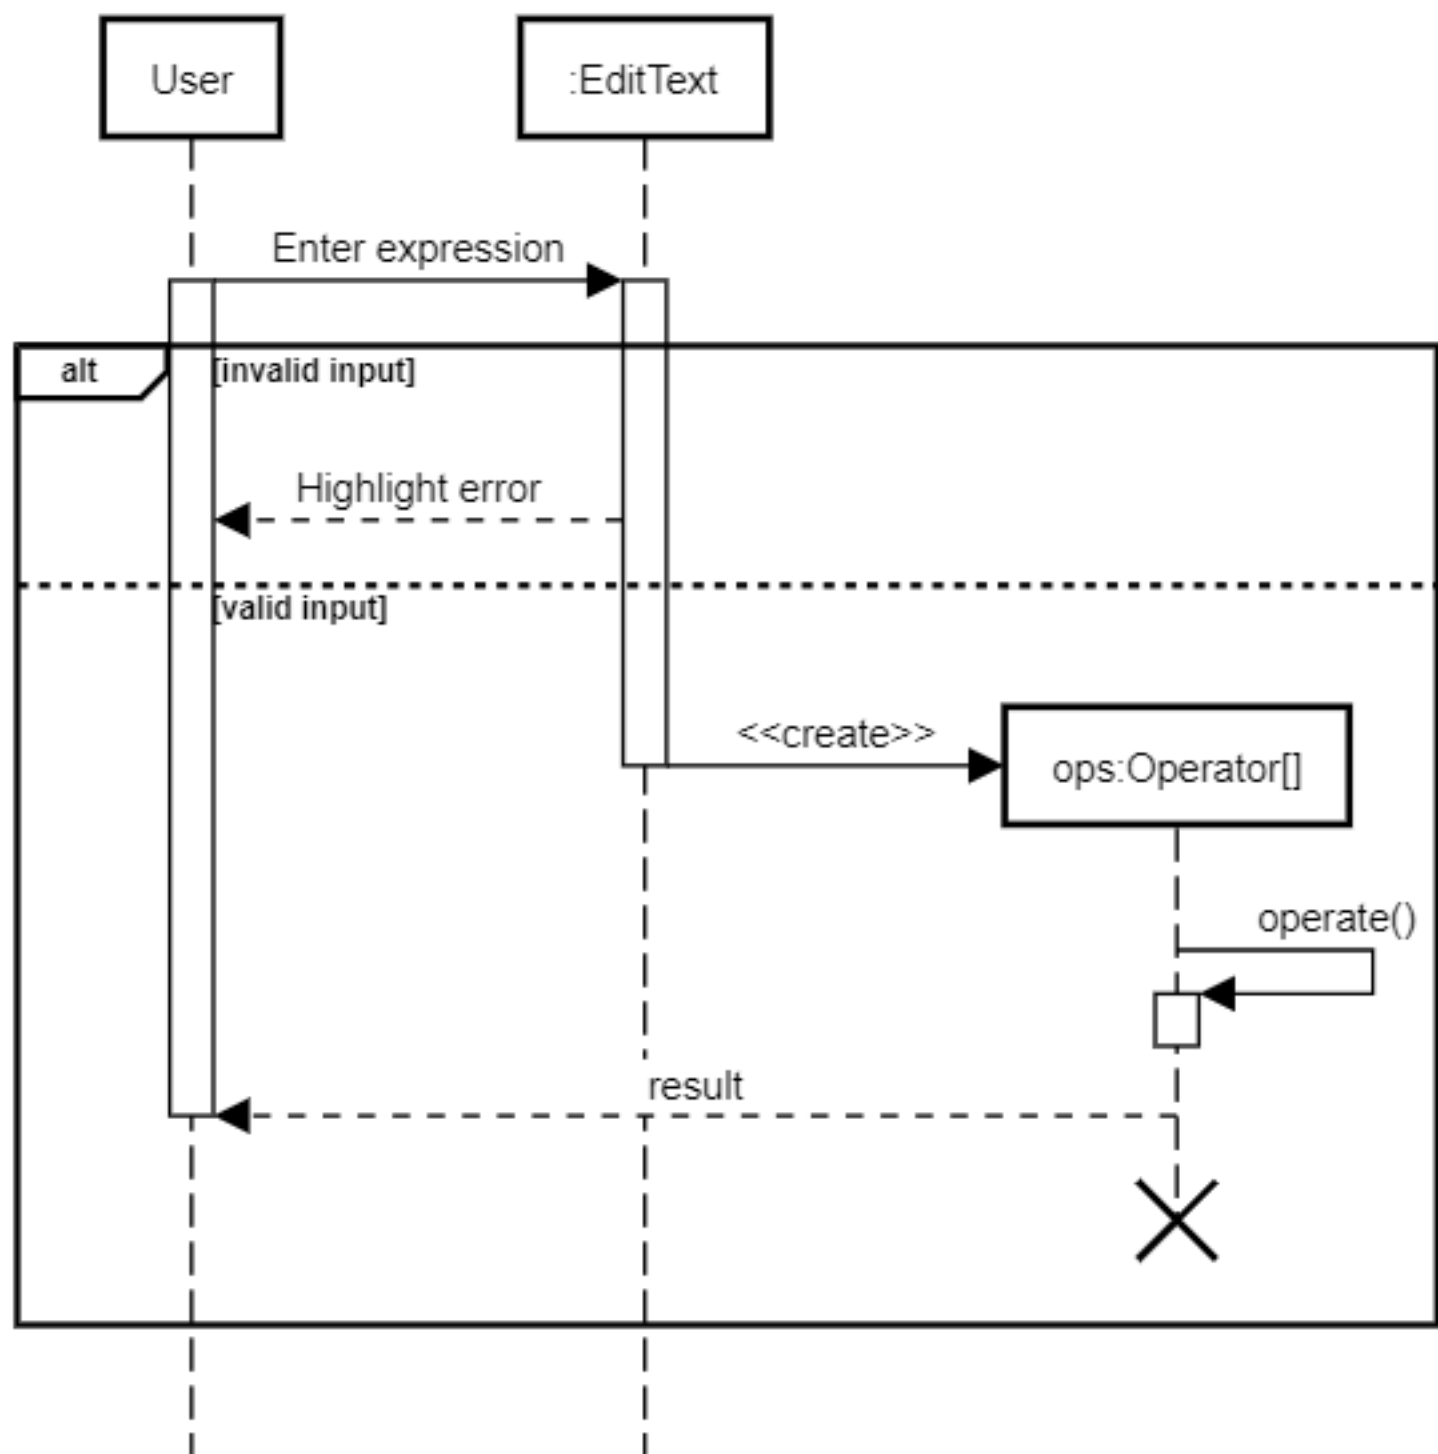 User
:EditText
Enter expression
alt
[invalid input]
Highlight error
[valid input]
<<create>>
ops:Operator[]
operate()
result